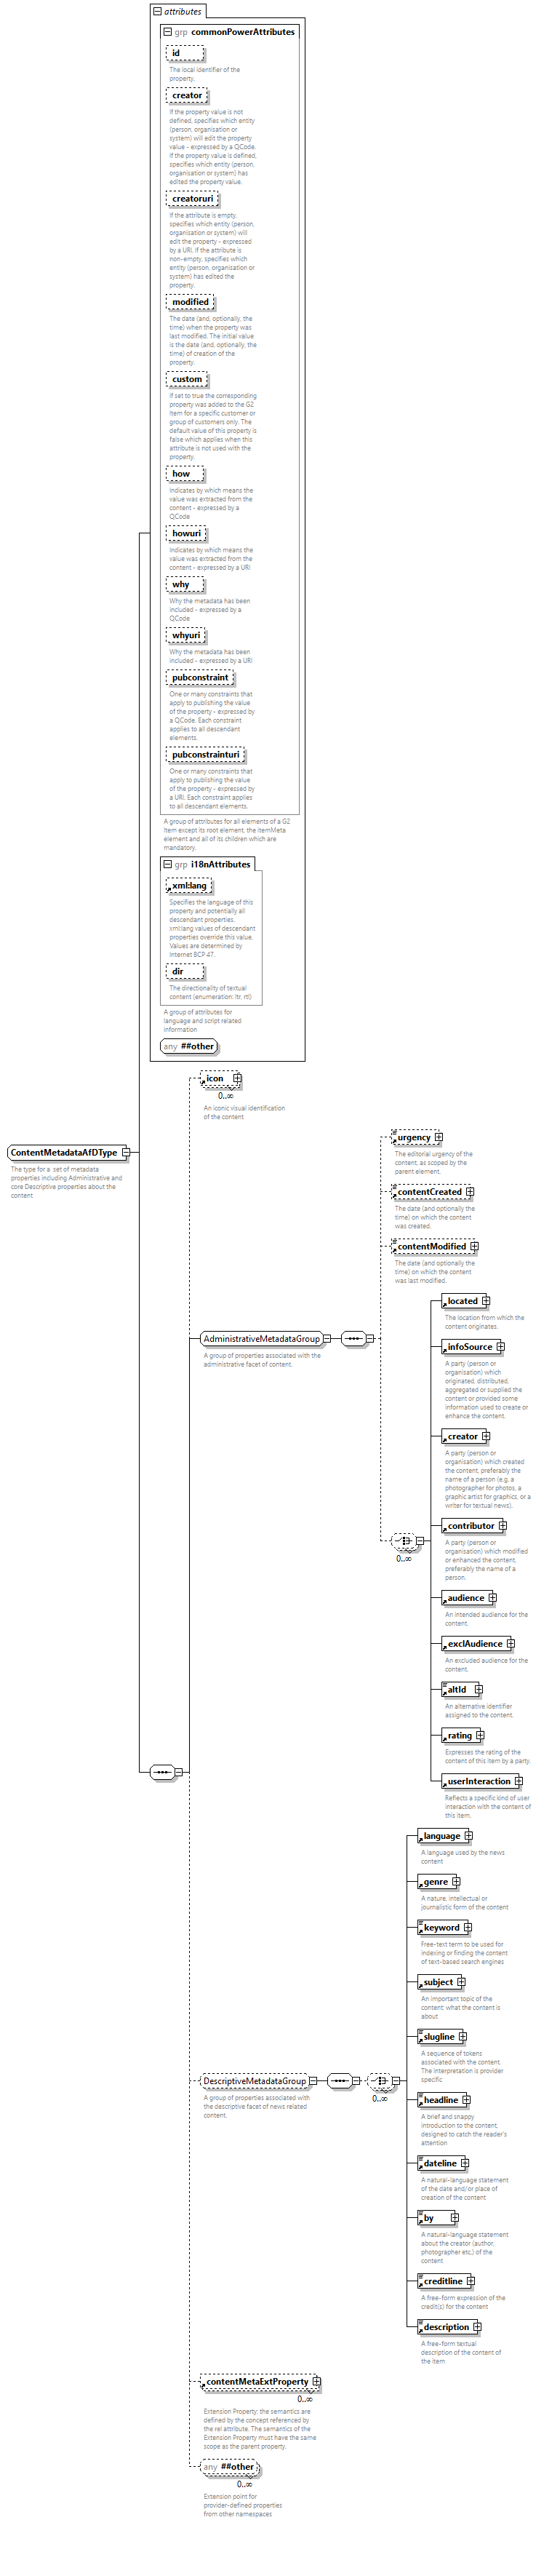 attributes
grp commonPowerAttributes
id
The local identifier of the
property.
creator
If the property value is not
defined, specifies which entity
(person, organisation or
system) will edit the property
value - expressed by a QCode.
If the property value is defined,
specifies which entity (person,
organisation or system) has
edited the property value.
creatoruri
If the attribute is empty,
specifies which entity (person,
organisation or system) will
edit the property - expressed
by a URI. If the attribute is
non-empty, specifies which
entity (person, organisation or
system) has edited the
property.
modified
The date (and, optionally, the
time) when the property was
last modified. The initial value
is the date (and, optionally, the
time) of creation of the
property.
custom
If set to true the corresponding
property was added to the G2
Item for a specific customer or
group of customers only. The
default value of this property is
false which applies when this
attribute is not used with the
property.
how
Indicates by which means the
value was extracted from the
content - expressed by a
QCode
howuri
Indicates by which means the
value was extracted from the
content - expressed by a URI
why
Why the metadata has been
included - expressed by a
QCode
whyuri
Why the metadata has been
included - expressed by a URI
pubconstraint
One or many constraints that
apply to publishing the value
of the property - expressed by
a QCode. Each constraint
applies to all descendant
elements.
pubconstrainturi
One or many constraints that
apply to publishing the value
of the property - expressed by
a URI. Each constraint applies
to all descendant elements.
A group of attributes for all elements of a G2
Item except its root element, the itemMeta
element and all of its children which are
mandatory.
grp i18nAttributes
xml:lang
Specifies the language of this
property and potentially all
descendant properties.
xml:lang values of descendant
properties override this value.
Values are determined by
Internet BCP 47.
dir
The directionality of textual
content (enumeration: ltr, rtl)
A group of attributes for
language and script related
information
any ##other
icon
0..∞
An iconic visual identification
of the content
ContentMetadataAfDType
The type for a set of metadata
properties including Administrative and
core Descriptive properties about the
content
urgency
The editorial urgency of the
content, as scoped by the
parent element.
contentCreated
The date (and optionally the
time) on which the content
was created.
contentModified
The date (and optionally the
time) on which the content
was last modified.
AdministrativeMetadataGroup
A group of properties associated with the
administrative facet of content.
0..∞
located
The location from which the
content originates.
infoSource
A party (person or
organisation) which
originated, distributed,
aggregated or supplied the
content or provided some
information used to create or
enhance the content.
creator
A party (person or
organisation) which created
the content, preferably the
name of a person (e.g. a
photographer for photos, a
graphic artist for graphics, or a
writer for textual news).
contributor
A party (person or
organisation) which modified
or enhanced the content,
preferably the name of a
person.
audience
An intended audience for the
content.
exclAudience
An excluded audience for the
content.
altId
An alternative identifier
assigned to the content.
rating
Expresses the rating of the
content of this item by a party.
userInteraction
Reflects a specific kind of user
interaction with the content of
this item.
language
A language used by the news
content
genre
A nature, intellectual or
journalistic form of the content
keyword
Free-text term to be used for
indexing or finding the content
of text-based search engines
subject
An important topic of the
content; what the content is
about
slugline
A sequence of tokens
associated with the content.
The interpretation is provider
specific
DescriptiveMetadataGroup
A group of properties associated with
the descriptive facet of news related
content.
0..∞
headline
A brief and snappy
introduction to the content,
designed to catch the reader's
attention
dateline
A natural-language statement
of the date and/or place of
creation of the content
by
A natural-language statement
about the creator (author,
photographer etc.) of the
content
creditline
A free-form expression of the
credit(s) for the content
description
A free-form textual
description of the content of
the item
contentMetaExtProperty
0..∞
Extension Property: the semantics are
defined by the concept referenced by
the rel attribute. The semantics of the
Extension Property must have the same
scope as the parent property.
any ##other
0..∞
Extension point for
provider-defined properties
from other namespaces